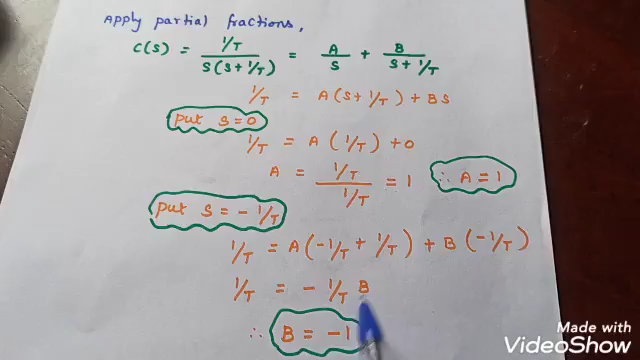 Apply partial fractions,
C(S) = 1/T / S(S+1/T) = A/S + B/S+1/T
1/T = A(S+1/T)+BS
put S=0
1/T = A(1/T)+0
A = 1/T / 1/T = 1 ∴ A=1
put S=-1/T
1/T = A(-1/T+1/T)+B(-1/T)
1/T = -1/T B
∴ B = -1
Made with
VideoShow